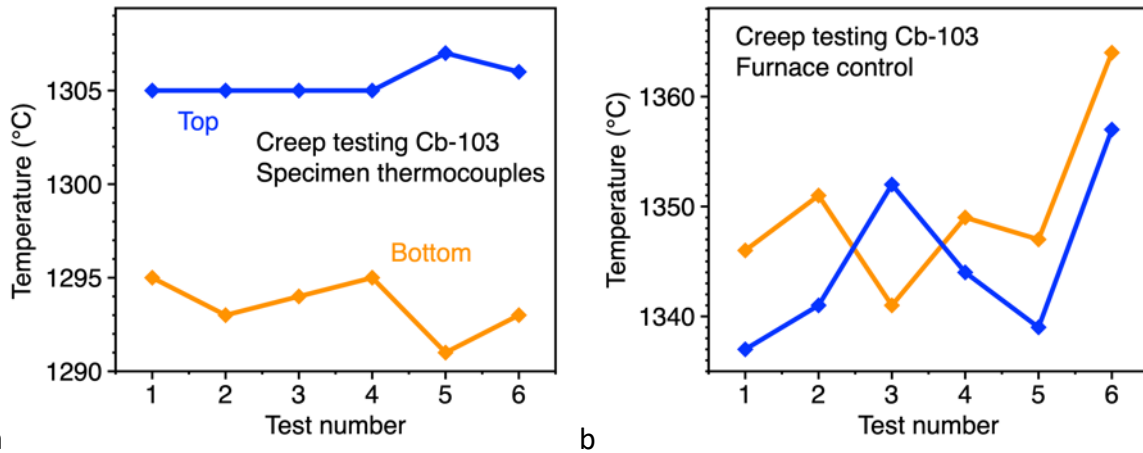 1305
1300
1295
1290
Temperature (°C)
Top
Creep testing Cb-103
Specimen thermocouples
Bottom
1 2 3 4 5 6
Test number
b
1360
1350
1340
Temperature (°C)
Creep testing Cb-103
Furnace control
1 2 3 4 5 6
Test number